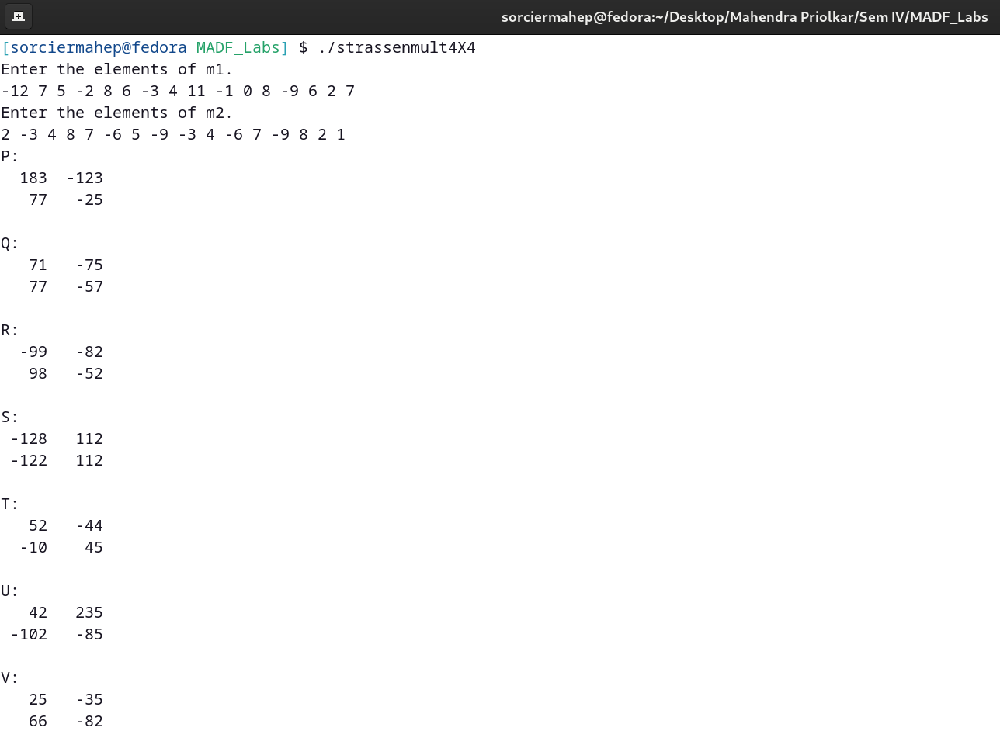 sorciermahep@fedora:~/Desktop/Mahendra Priolkar/Sem IV/MADF_Labs
[sorciermahep@fedora MADF_Labs] $ ./strassenmult4X4
Enter the elements of m1.
-12 7 5 -2 8 6 -3 4 11 -1 0 8 -9 6 2 7
Enter the elements of m2.
2 -3 4 8 7 -6 5 -9 -3 4 -6 7 -9 8 2 1
P:
183 -123
77 -25
Q:
71 -75
77 -57
R:
-99 -82
98 -52
S:
-128 112
-122 112
T:
52 -44
-10 45
U:
42 235
-102 -85
V:
25 -35
66 -82